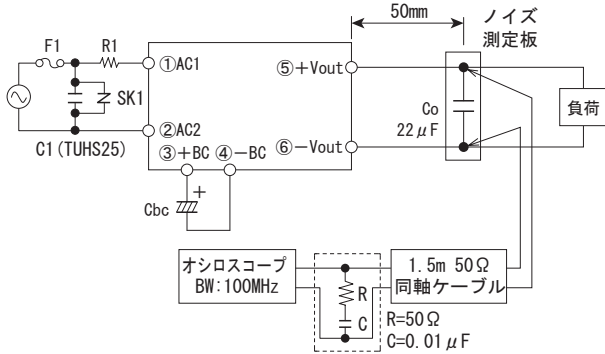 50mm
ノイズ
測定板
F1
R1
①AC1
⑤+Vout
SK1
Co
22μF
負荷
②AC2
⑥−Vout
C1(TUHS25)
③+BC
④−BC
+
Cbc
オシロスコープ
BW:100MHz
R
C
1.5m 50Ω
同軸ケーブル
R=50Ω
C=0.01μF